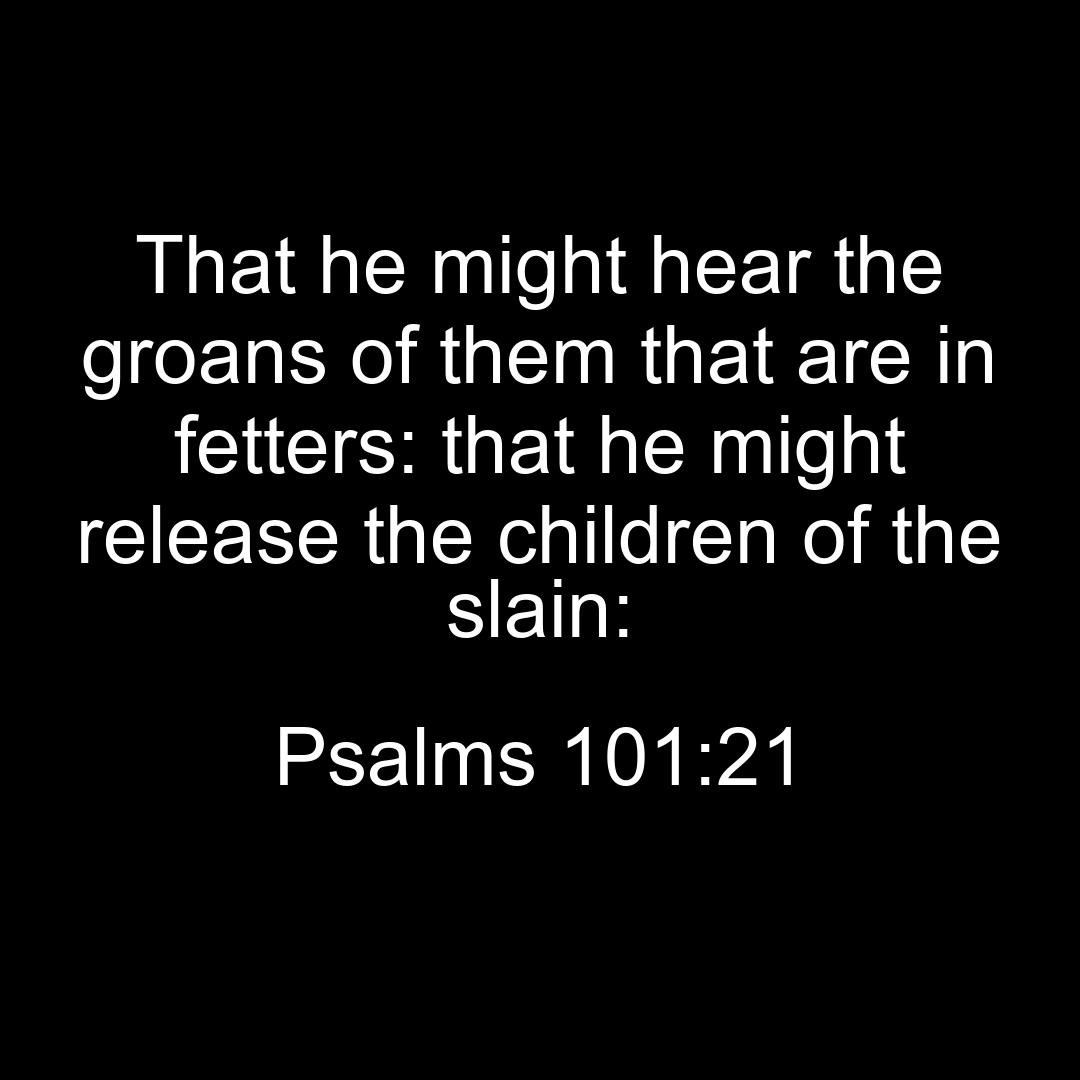 That he might hear the
groans of them that are in
fetters: that he might
release the children of the
slain:
Psalms 101:21